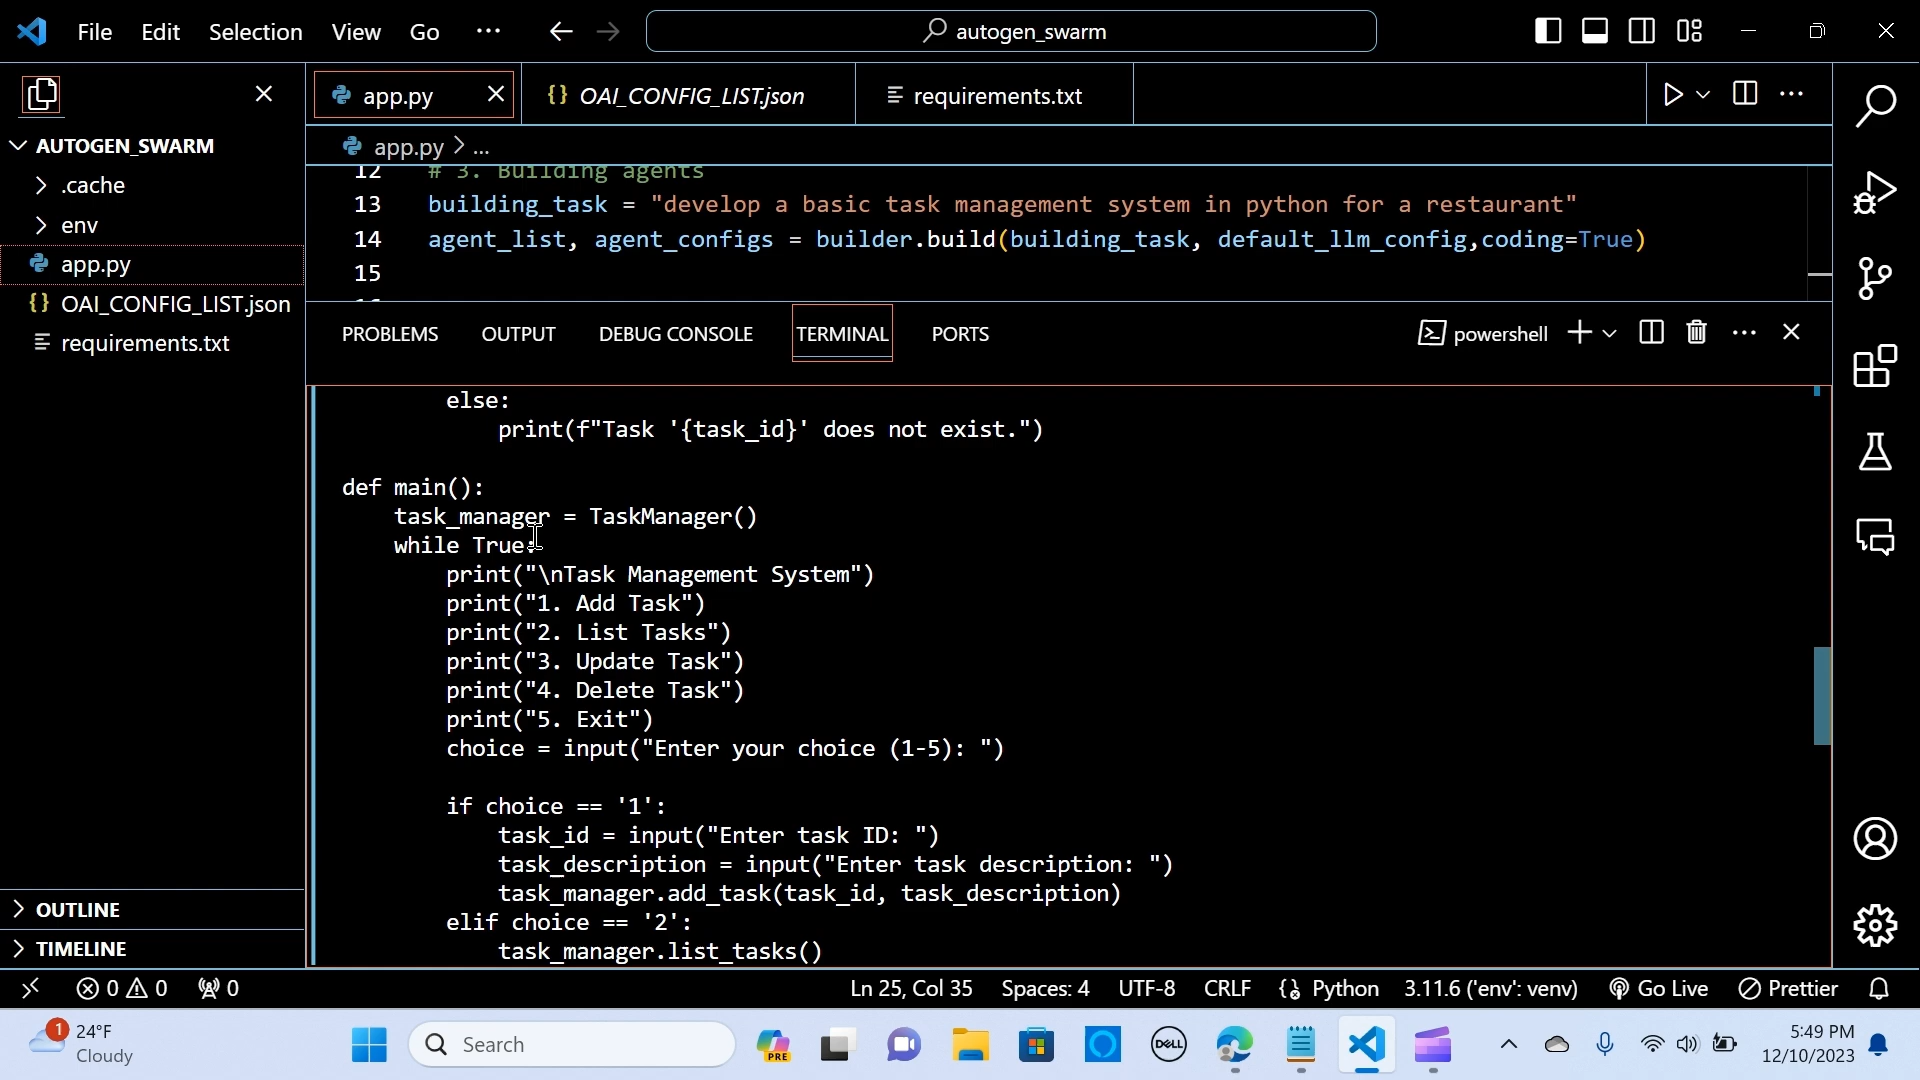 File Edit Selection View Go ···
autogen_swarm
app.py
OAI_CONFIG_LIST.json
requirements.txt
AUTOGEN_SWARM
.cache
env
app.py
OAI_CONFIG_LIST.json
requirements.txt
OUTLINE
TIMELINE
app.py > ...
12 # 3. Building agents
13 building_task = "develop a basic task management system in python for a restaurant"
14 agent_list, agent_configs = builder.build(building_task, default_llm_config,coding=True)
15
PROBLEMS OUTPUT DEBUG CONSOLE TERMINAL PORTS
powershell
else:
print(f"Task '{task_id}' does not exist.")
def main():
task_manager = TaskManager()
while True:
print("\nTask Management System")
print("1. Add Task")
print("2. List Tasks")
print("3. Update Task")
print("4. Delete Task")
print("5. Exit")
choice = input("Enter your choice (1-5): ")
if choice == '1':
task_id = input("Enter task ID: ")
task_description = input("Enter task description: ")
task_manager.add_task(task_id, task_description)
elif choice == '2':
task_manager.list_tasks()
0 0 0
Ln 25, Col 35 Spaces: 4 UTF-8 CRLF Python 3.11.6 ('env': venv) Go Live Prettier
1
24°F
Cloudy
Search
PRE
DELL
5:49 PM
12/10/2023